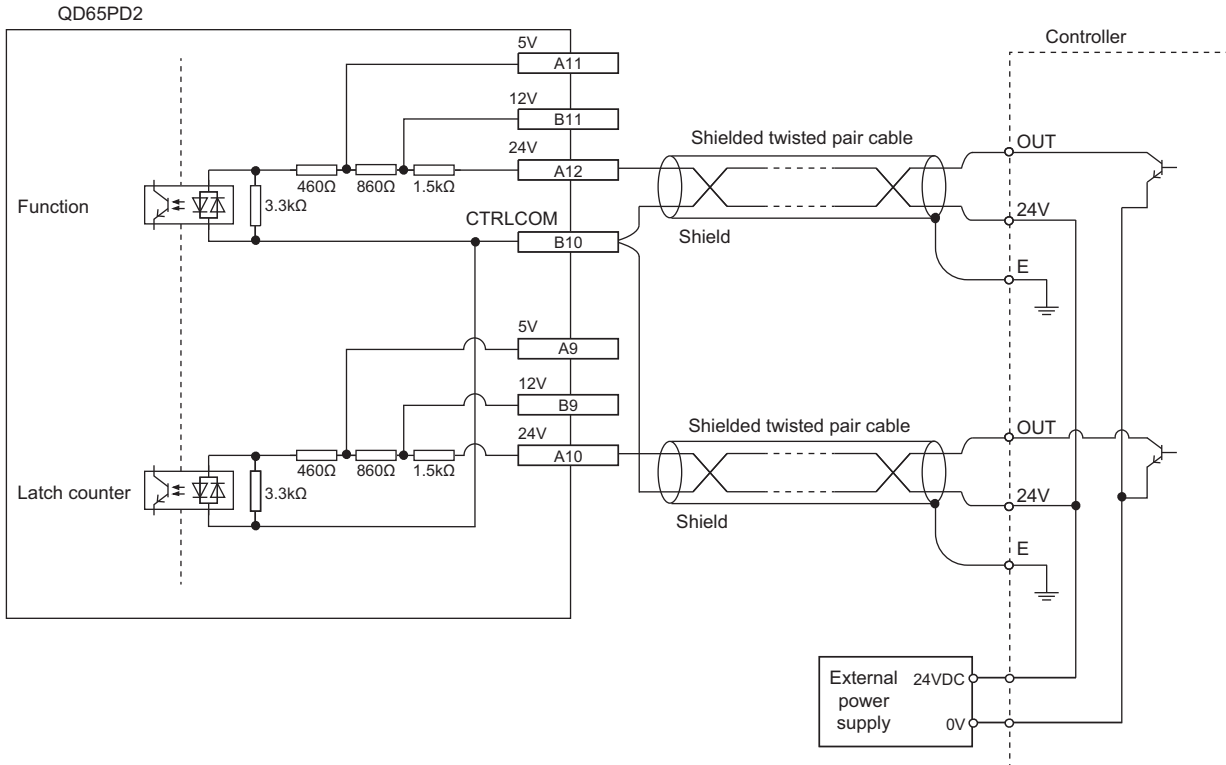 QD65PD2
Controller
5V
A11
12V
B11
24V
A12
460Ω
860Ω
1.5kΩ
3.3kΩ
Function
CTRLCOM
B10
Shielded twisted pair cable
Shield
OUT
24V
E
5V
A9
12V
B9
24V
A10
460Ω
860Ω
1.5kΩ
3.3kΩ
Latch counter
Shielded twisted pair cable
Shield
OUT
24V
E
External
power
supply
24VDC
0V